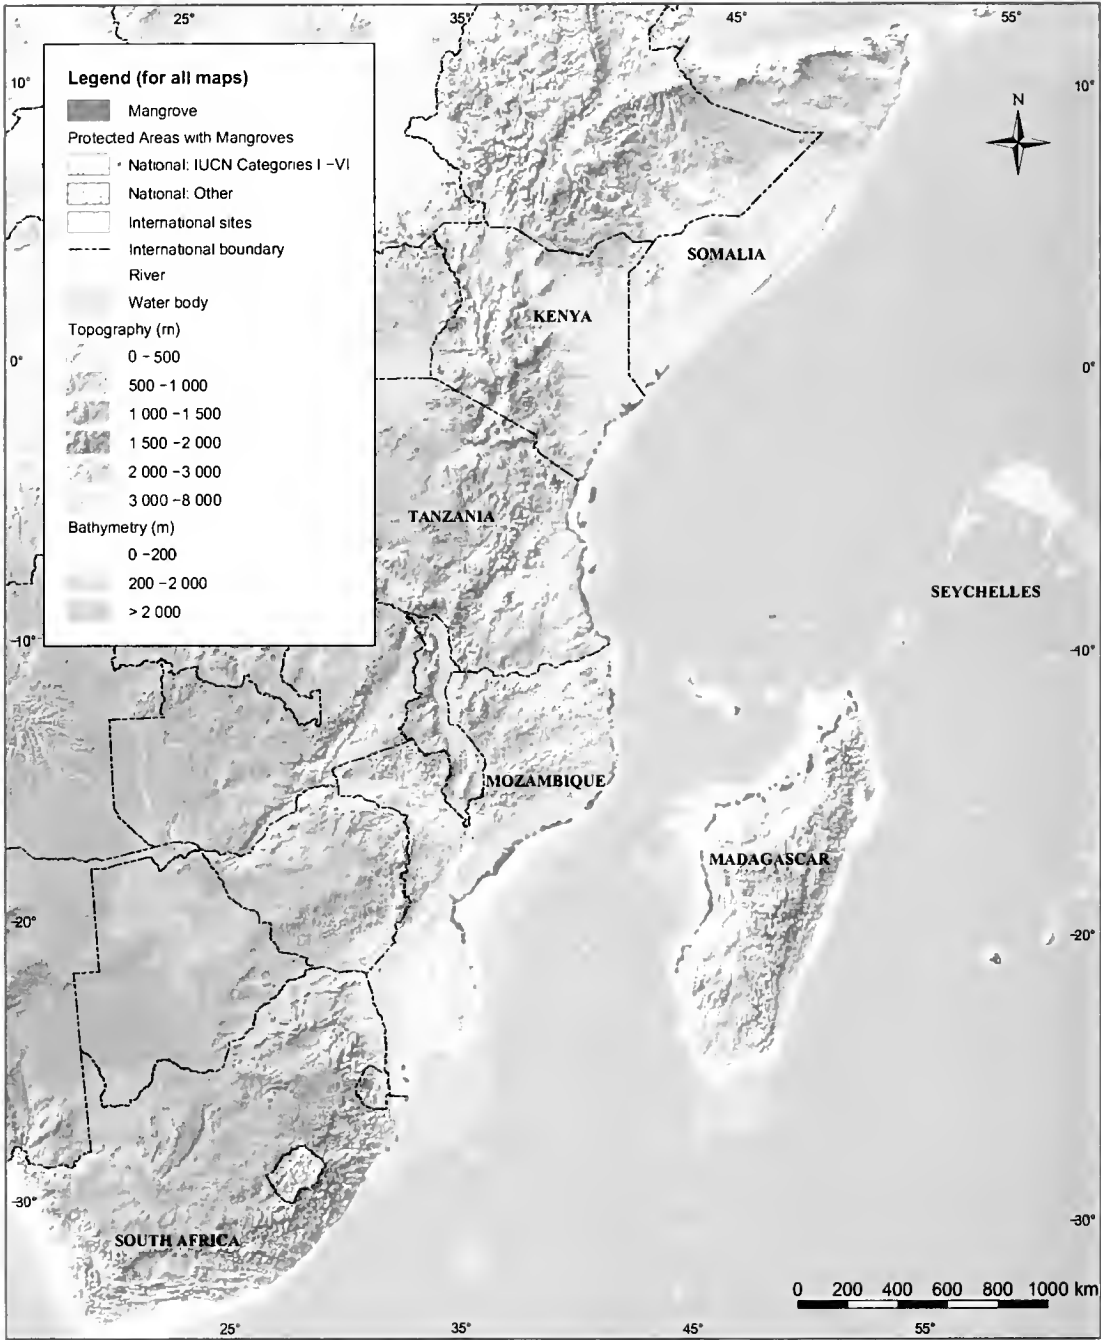 25°
35°
45°
55°
Legend (for all maps)
Mangrove
Protected Areas with Mangroves
National: IUCN Categories I –VI
National: Other
International sites
International boundary
River
Water body
Topography (m)
0 – 500
500 –1 000
1 000 –1 500
1 500 –2 000
2 000 –3 000
3 000 –8 000
Bathymetry (m)
0 –200
200 –2 000
> 2 000
10°
10°
N
SOMALIA
KENYA
0°
0°
TANZANIA
SEYCHELLES
-10°
-10°
MOZAMBIQUE
MADAGASCAR
-20°
-20°
-30°
-30°
SOUTH AFRICA
0 200 400 600 800 1000 km
25°
35°
45°
55°